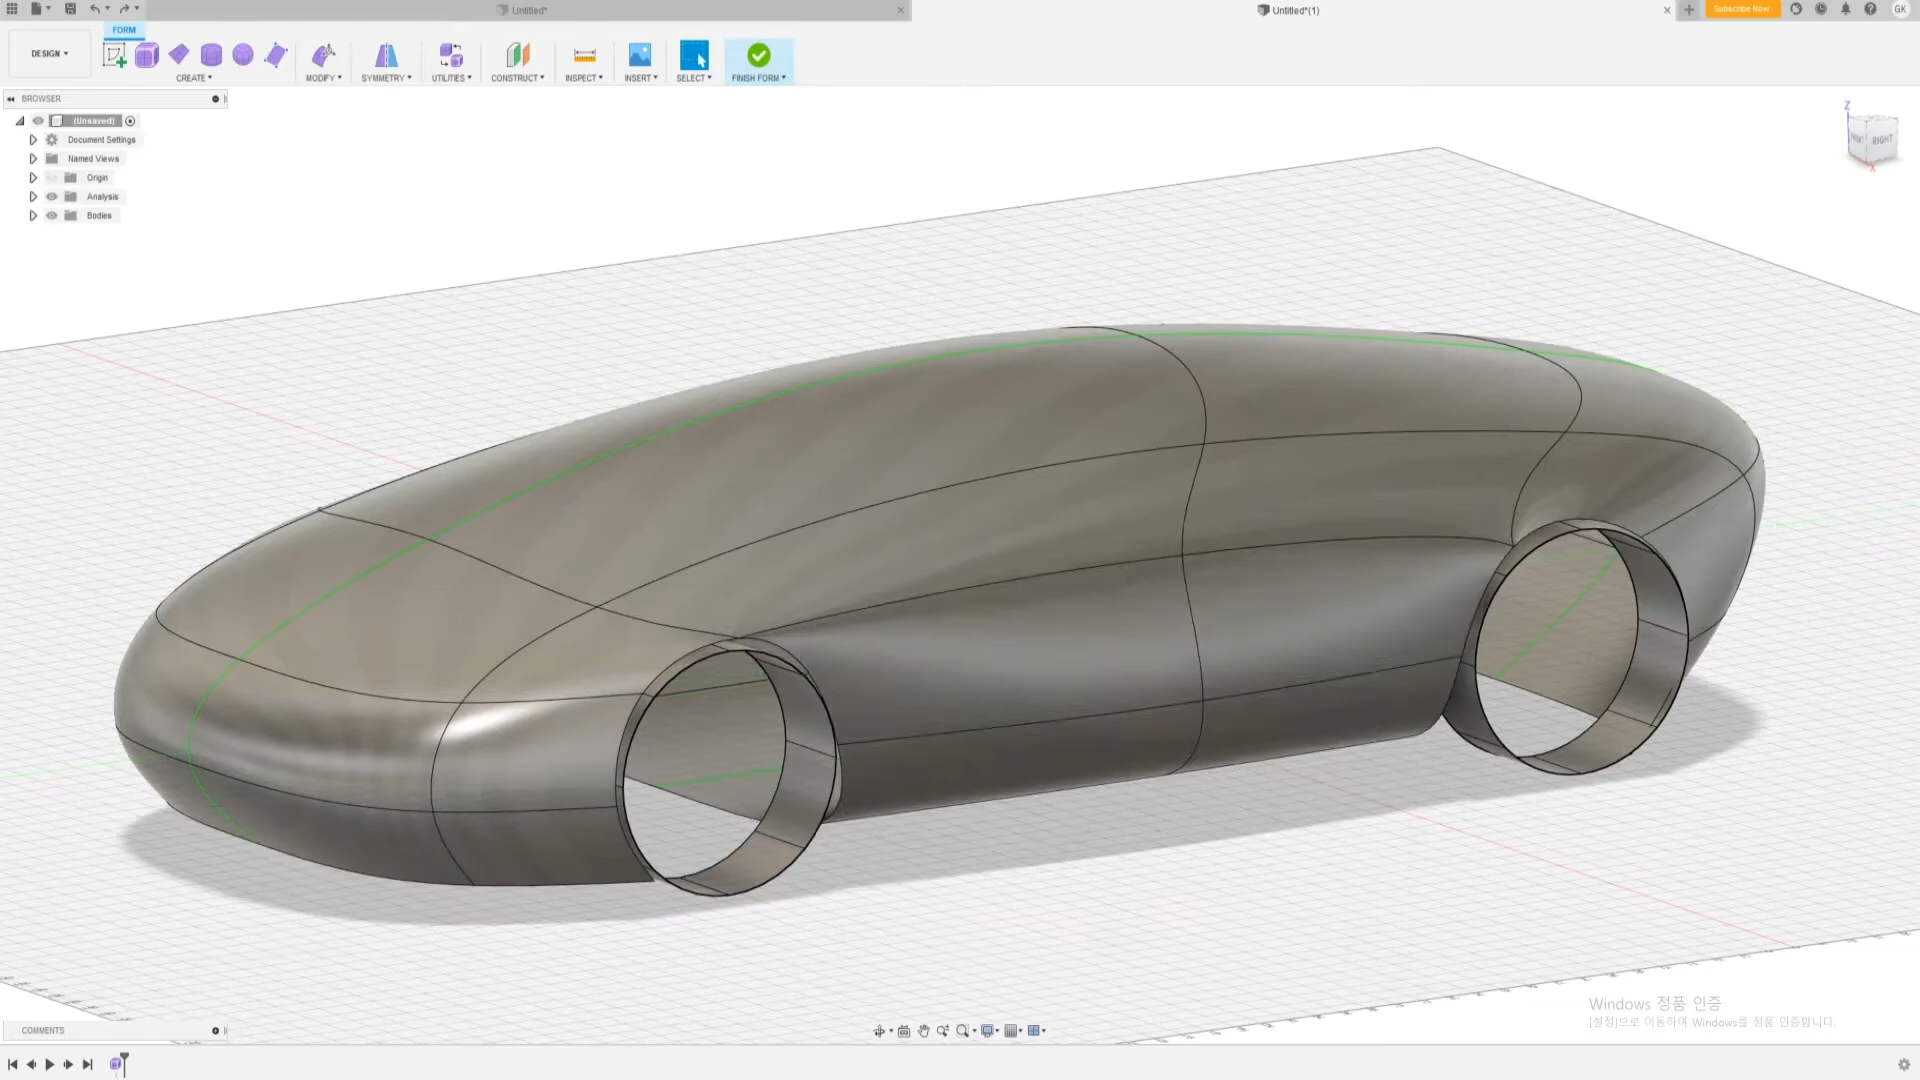 Untitled*
Untitled*(1)
Subscribe Now
GK
FORM
DESIGN
CREATE
MODIFY
SYMMETRY
UTILITIES
CONSTRUCT
INSPECT
INSERT
SELECT
FINISH FORM
BROWSER
(Unsaved)
Document Settings
Named Views
Origin
Analysis
Bodies
Z
FRONT
RIGHT
X
Windows 정품 인증
[설정]으로 이동하여 Windows를 정품 인증합니다.
COMMENTS